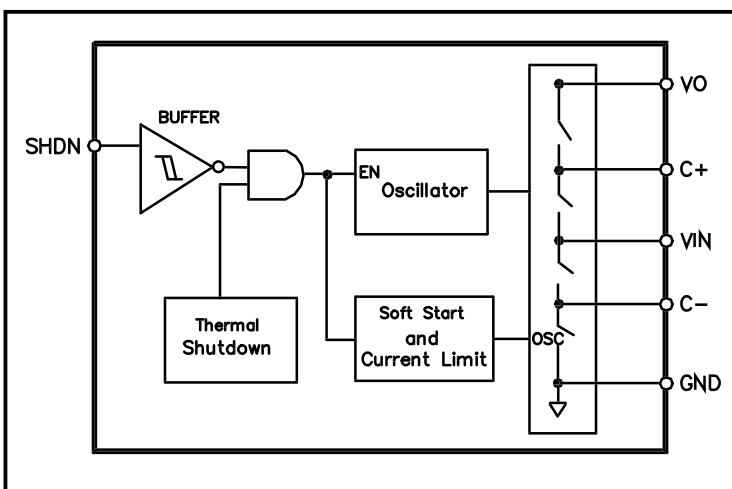 BUFFER
SHDN
EN
Oscillator
Thermal
Shutdown
Soft Start
and
Current Limit
OSC
VO
C+
VIN
C-
GND